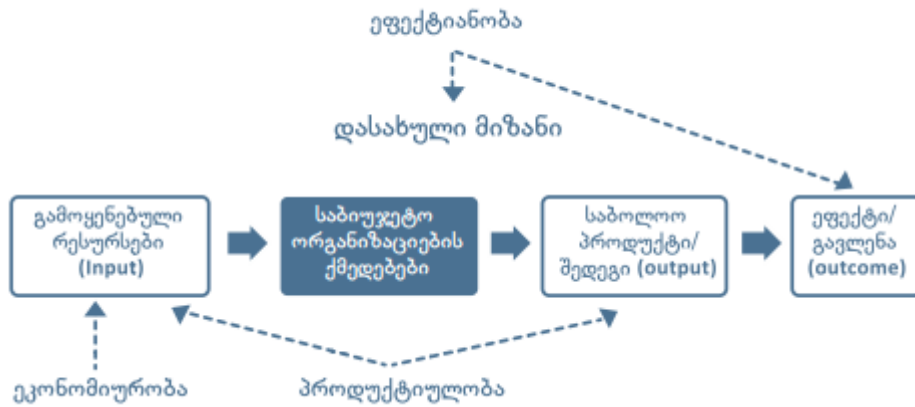 ეფექტიანობა
დასახული მიზანი
გამოყენებული
რესურსები
(Input)
საბიუჯეტო
ორგანიზაციების
ქმედებები
საბოლოო
პროდუქტი/
შედეგი (output)
ეფექტი/
გავლენა
(outcome)
ეკონომიურობა
პროდუქტიულობა